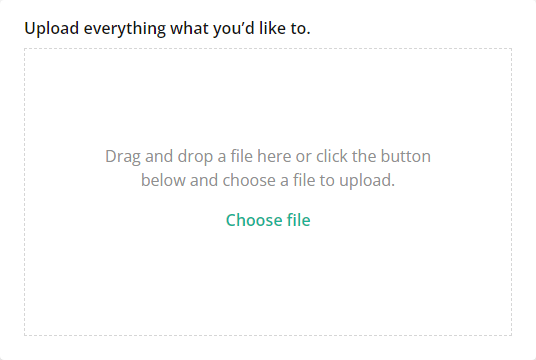 Upload everything what you’d like to.
Drag and drop a file here or click the button
below and choose a file to upload.
Choose file